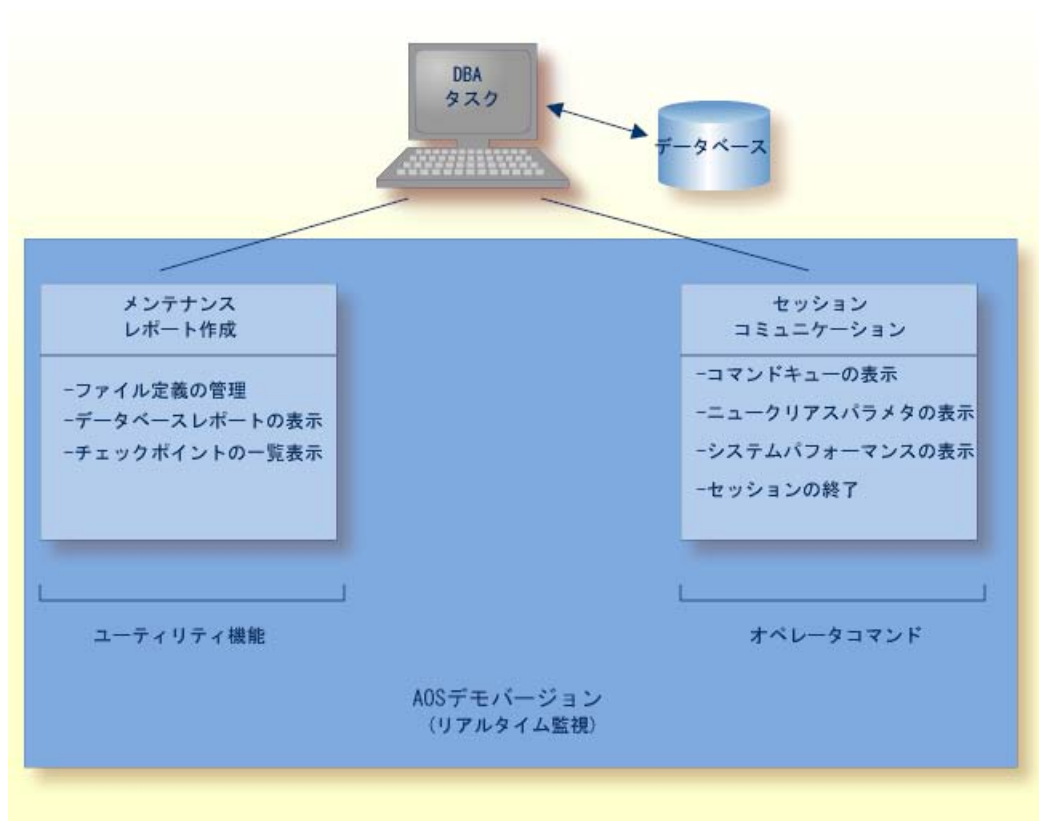 DBA
タスク
データベース
メンテナンス
レポート作成
-ファイル定義の管理
-データベースレポートの表示
-チェックポイントの一覧表示
ユーティリティ機能
セッション
コミュニケーション
-コマンドキューの表示
-ニュークリアスパラメタの表示
-システムパフォーマンスの表示
-セッションの終了
オペレータコマンド
AOSデモバージョン
(リアルタイム監視)